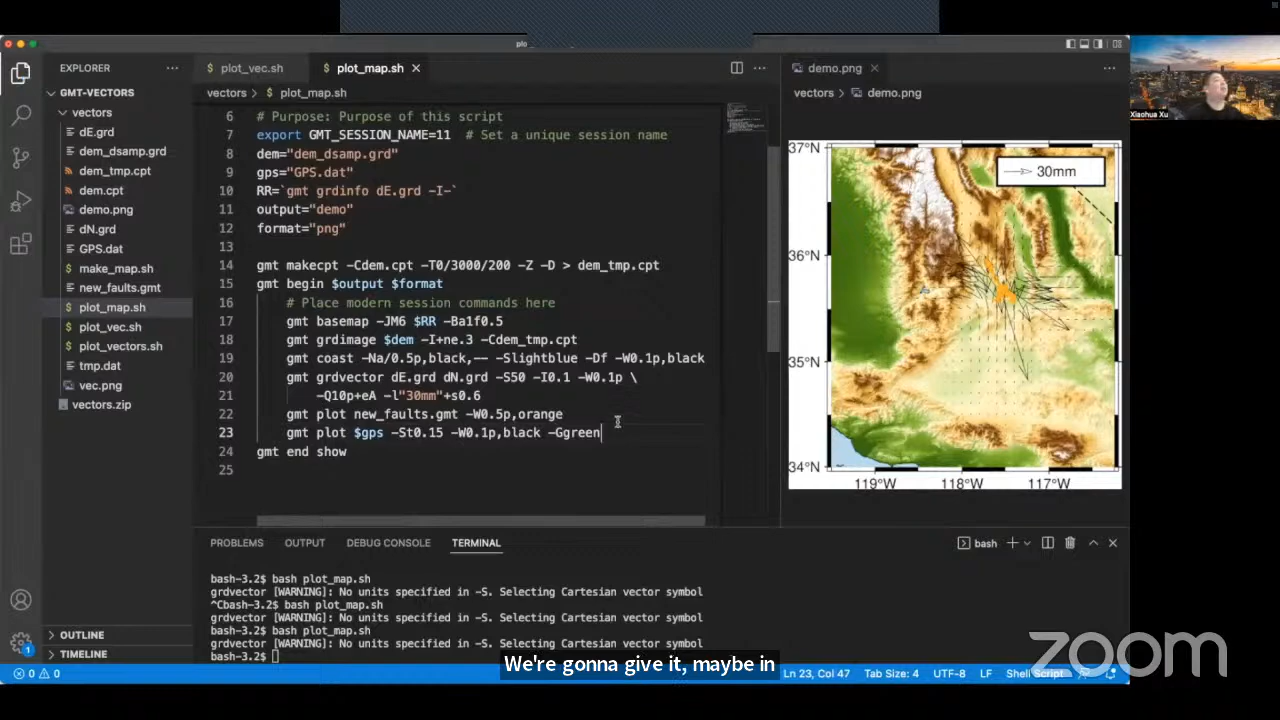 plot_
EXPLORER
GMT-VECTORS
vectors
dE.grd
dem_dsamp.grd
dem_tmp.cpt
dem.cpt
demo.png
dN.grd
GPS.dat
make_map.sh
new_faults.gmt
plot_map.sh
plot_vec.sh
plot_vectors.sh
tmp.dat
vec.png
vectors.zip
OUTLINE
TIMELINE
plot_vec.sh
plot_map.sh
vectors > plot_map.sh
6 # Purpose: Purpose of this script
7 export GMT_SESSION_NAME=11 # Set a unique session name
8 dem="dem_dsamp.grd"
9 gps="GPS.dat"
10 RR=`gmt grdinfo dE.grd -I-`
11 output="demo"
12 format="png"
13
14 gmt makecpt -Cdem.cpt -T0/3000/200 -Z -D > dem_tmp.cpt
15 gmt begin $output $format
16 # Place modern session commands here
17 gmt basemap -JM6 $RR -Ba1f0.5
18 gmt grdimage $dem -I+ne.3 -Cdem_tmp.cpt
19 gmt coast -Na/0.5p,black,-- -Slightblue -Df -W0.1p,black
20 gmt grdvector dE.grd dN.grd -S50 -I0.1 -W0.1p \
21 -Q10p+eA -l"30mm"+s0.6
22 gmt plot new_faults.gmt -W0.5p,orange
23 gmt plot $gps -St0.15 -W0.1p,black -Ggreen
24 gmt end show
25
demo.png
vectors > demo.png
37°N
36°N
35°N
34°N
119°W 118°W 117°W
30mm
Xiaohua Xu
PROBLEMS OUTPUT DEBUG CONSOLE TERMINAL
bash
bash-3.2$ bash plot_map.sh
grdvector [WARNING]: No units specified in -S. Selecting Cartesian vector symbol
^Cbash-3.2$ bash plot_map.sh
grdvector [WARNING]: No units specified in -S. Selecting Cartesian vector symbol
bash-3.2$ bash plot_map.sh
grdvector [WARNING]: No units specified in -S. Selecting Cartesian vector symbol
bash-3.2$
We're gonna give it, maybe in
1
0 0
Ln 23, Col 47 Tab Size: 4 UTF-8 LF Shell Script
zoom